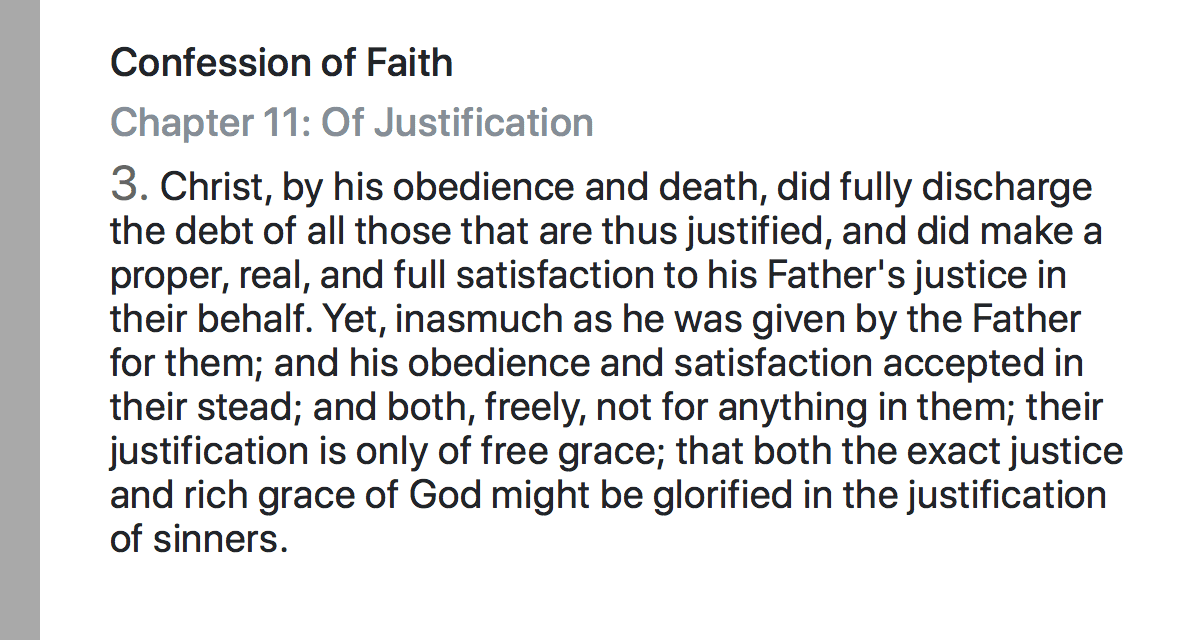 Confession of Faith
Chapter 11: Of Justification
3. Christ, by his obedience and death, did fully discharge
the debt of all those that are thus justified, and did make a
proper, real, and full satisfaction to his Father's justice in
their behalf. Yet, inasmuch as he was given by the Father
for them; and his obedience and satisfaction accepted in
their stead; and both, freely, not for anything in them; their
justification is only of free grace; that both the exact justice
and rich grace of God might be glorified in the justification
of sinners.